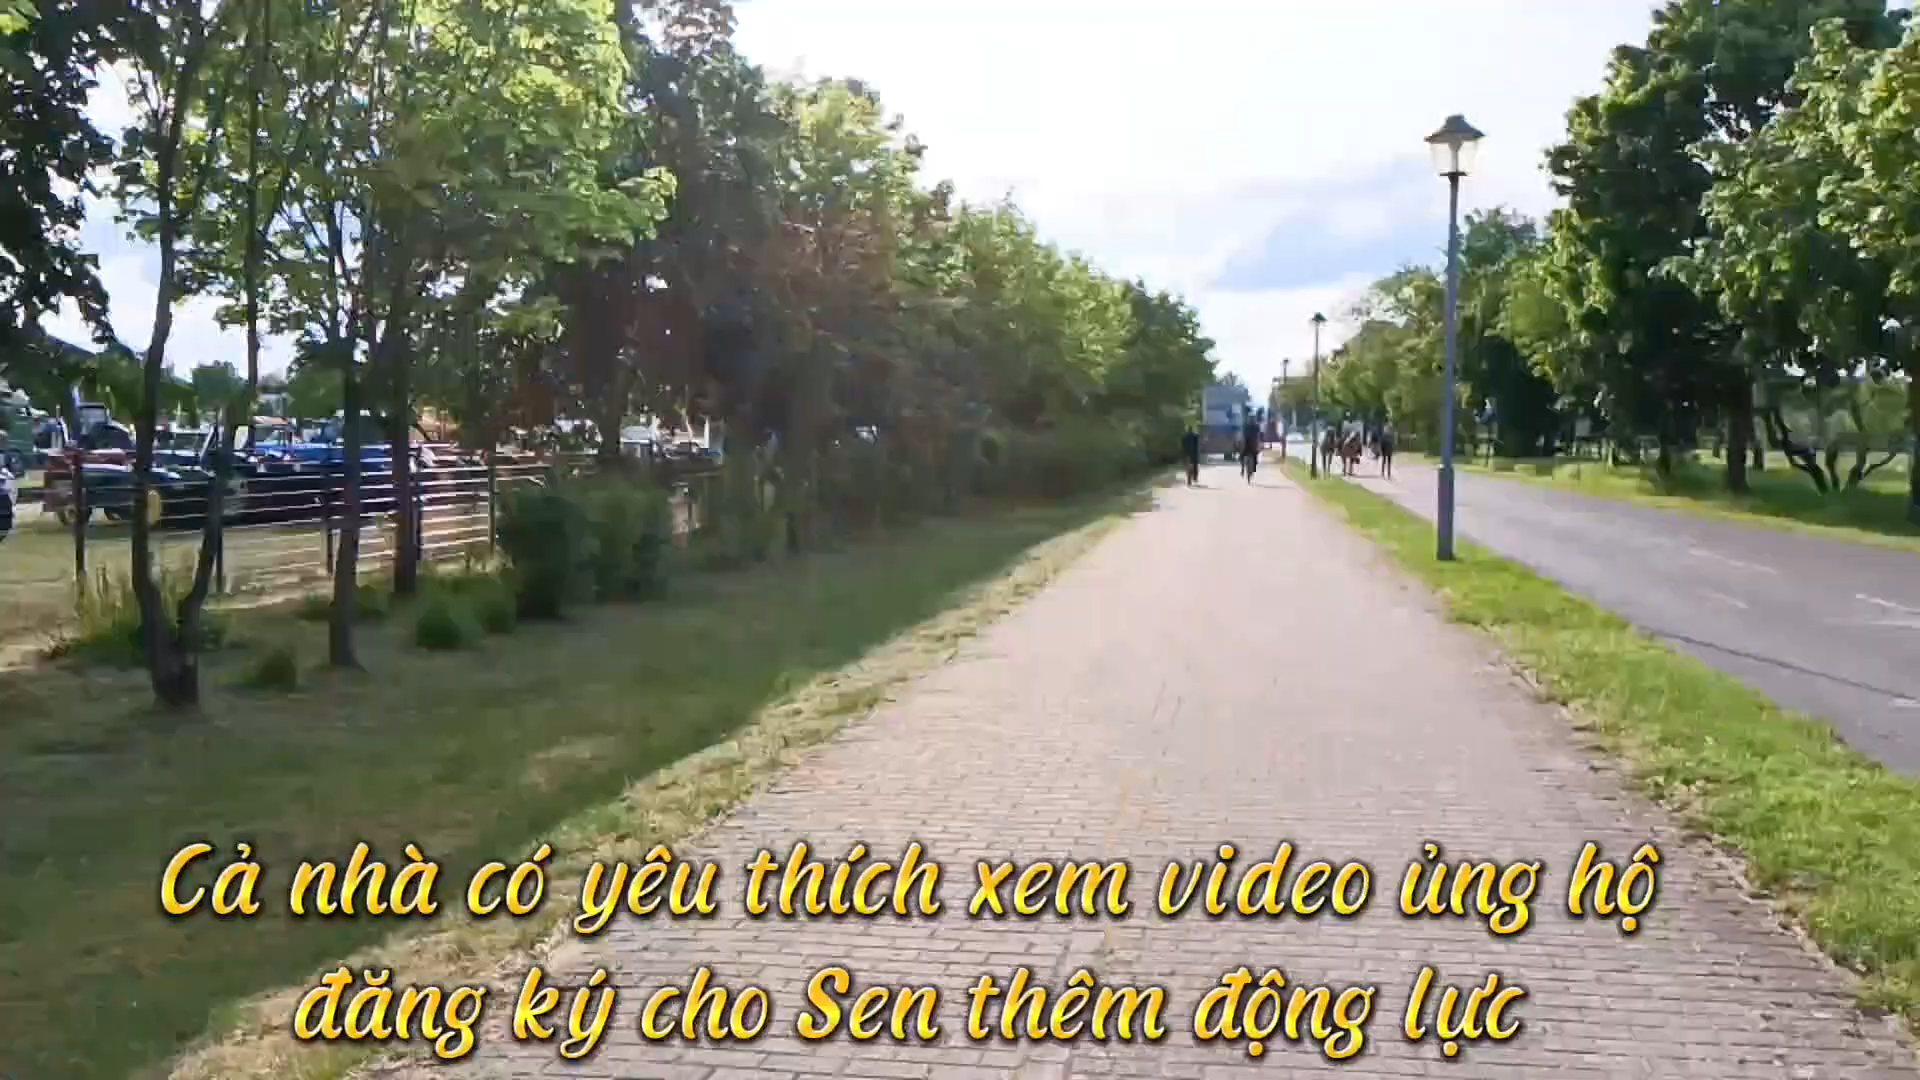 Cả nhà có yêu thích xem video ủng hộ
đăng ký cho Sen thêm động lực